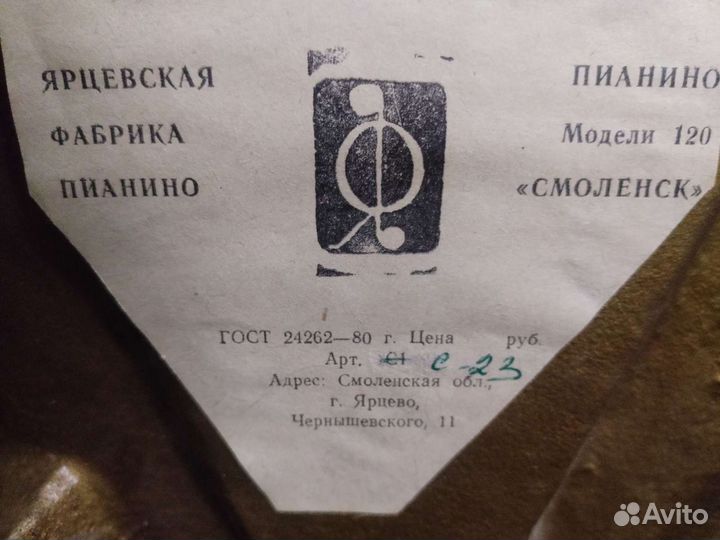 ЯРЦЕВСКАЯ
ФАБРИКА
ПИАНИНО
ПИАНИНО
Модели 120
«СМОЛЕНСК»
ГОСТ 24262—80 г. Цена руб.
Арт. С1 С-23
Адрес: Смоленская обл.,
г. Ярцево,
Чернышевского, 11
Avito